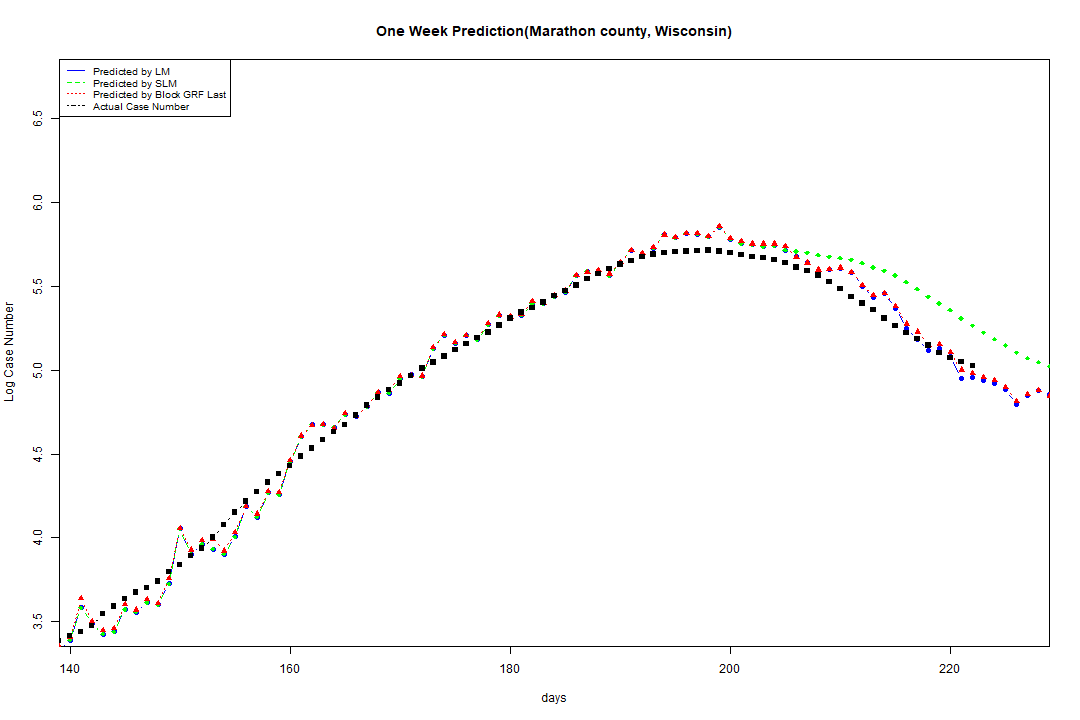 One Week Prediction(Marathon county, Wisconsin)
Predicted by LM
Predicted by SLM
Predicted by Block GRF Last
Actual Case Number
6.5
6.0
5.5
5.0
4.5
4.0
3.5
Log Case Number
140 160 180 200 220
days